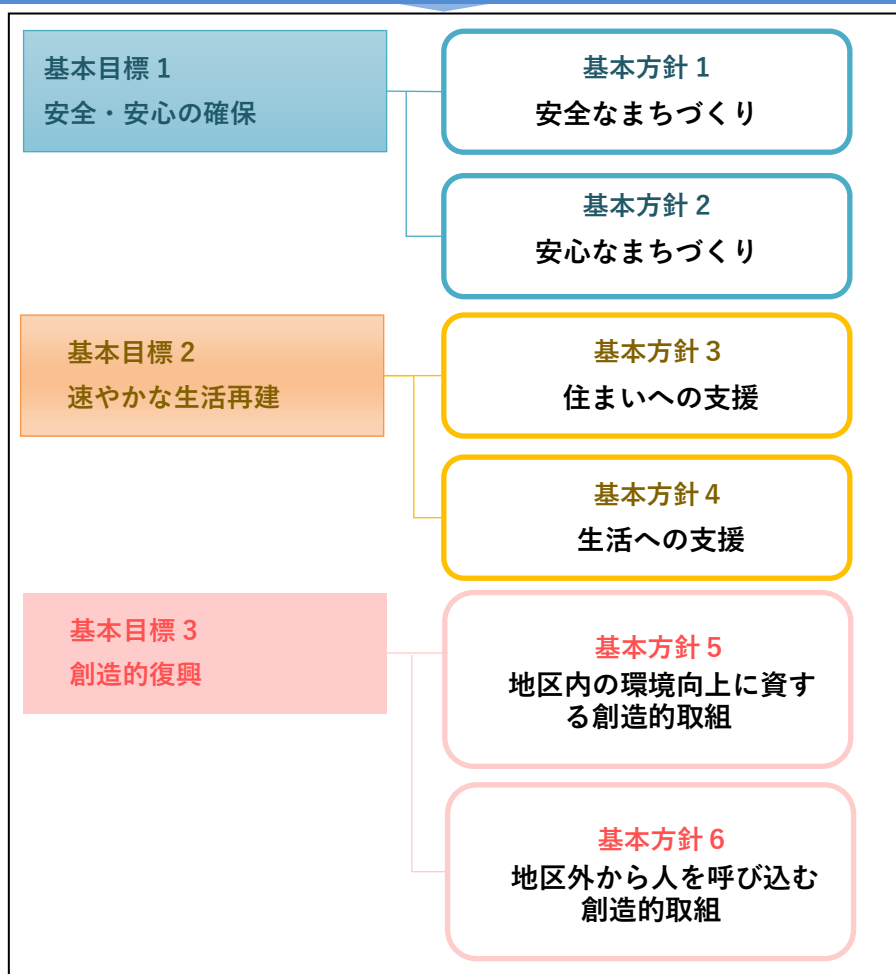 基本目標1
安全・安心の確保
基本方針1
安全なまちづくり
基本方針2
安心なまちづくり
基本目標2
速やかな生活再建
基本方針3
住まいへの支援
基本方針4
生活への支援
基本目標3
創造的復興
基本方針5
地区内の環境向上に資す
る創造的取組
基本方針6
地区外から人を呼び込む
創造的取組